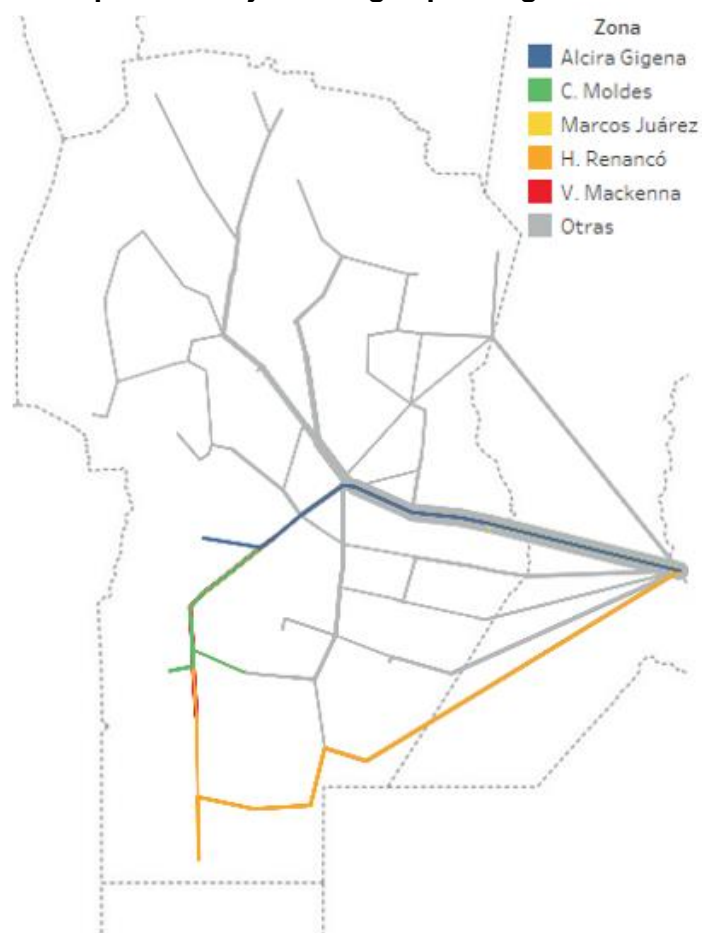 Zona
Alcira Gigena
C. Moldes
Marcos Juárez
H. Renancó
V. Mackenna
Otras